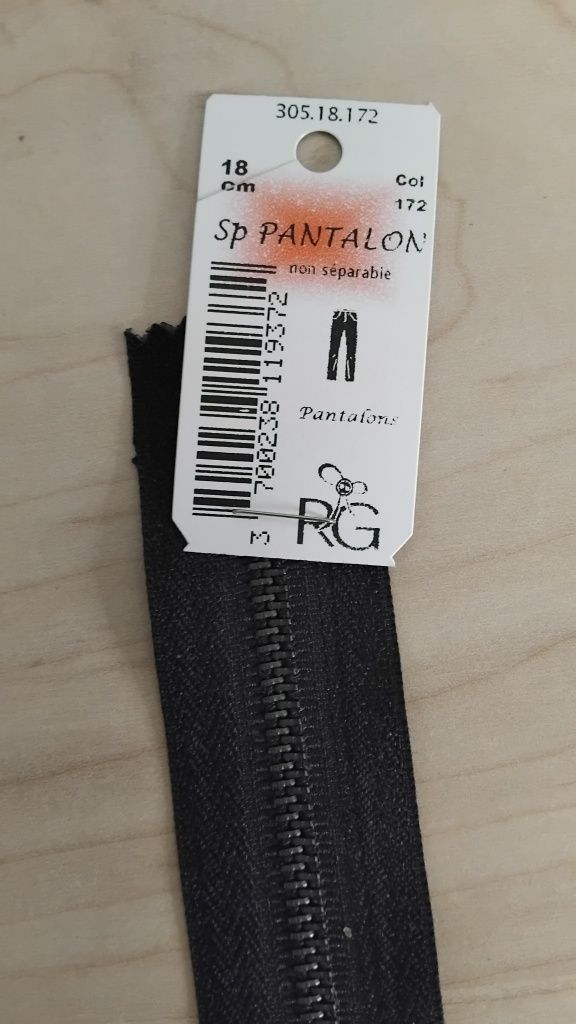 305.18.172
18
cm
Col
172
Sp PANTALON
non séparable
Pantalons
3 700238 119372
RG